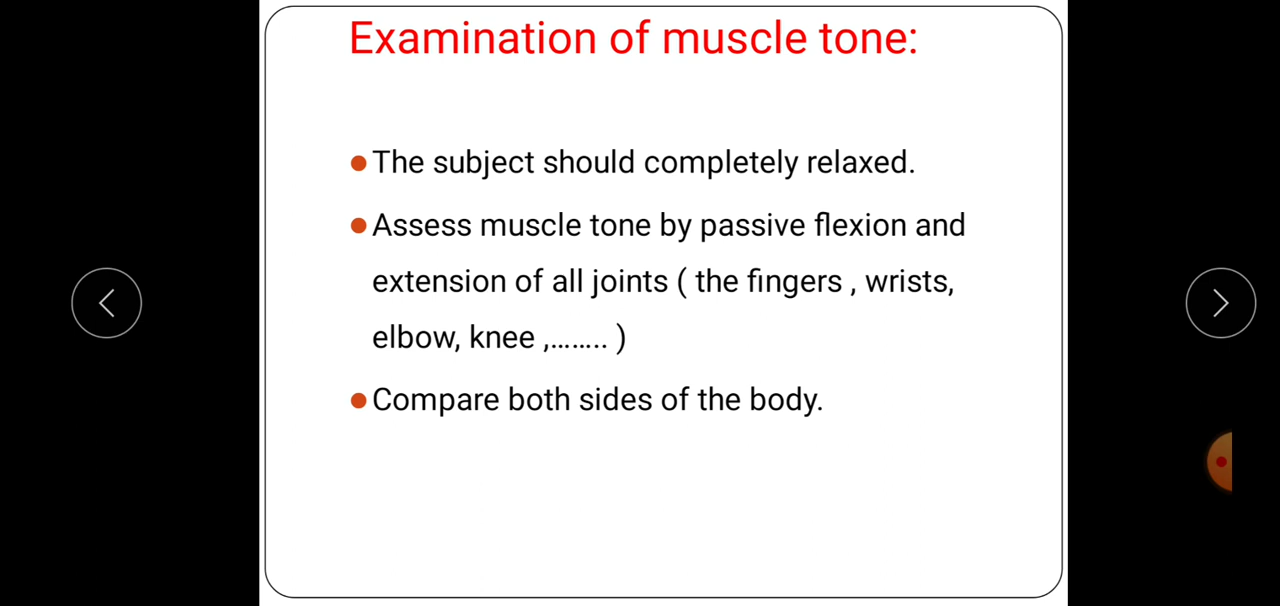 Examination of muscle tone:
The subject should completely relaxed.
Assess muscle tone by passive flexion and
extension of all joints ( the fingers , wrists,
elbow, knee ,…….. )
Compare both sides of the body.